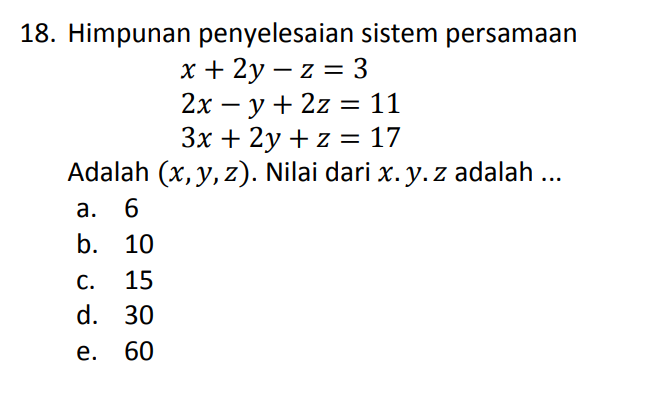 18. Himpunan penyelesaian sistem persamaan
x + 2y − z = 3
2x − y + 2z = 11
3x + 2y + z = 17
Adalah (x, y, z). Nilai dari x. y. z adalah ...
a. 6
b. 10
c. 15
d. 30
e. 60